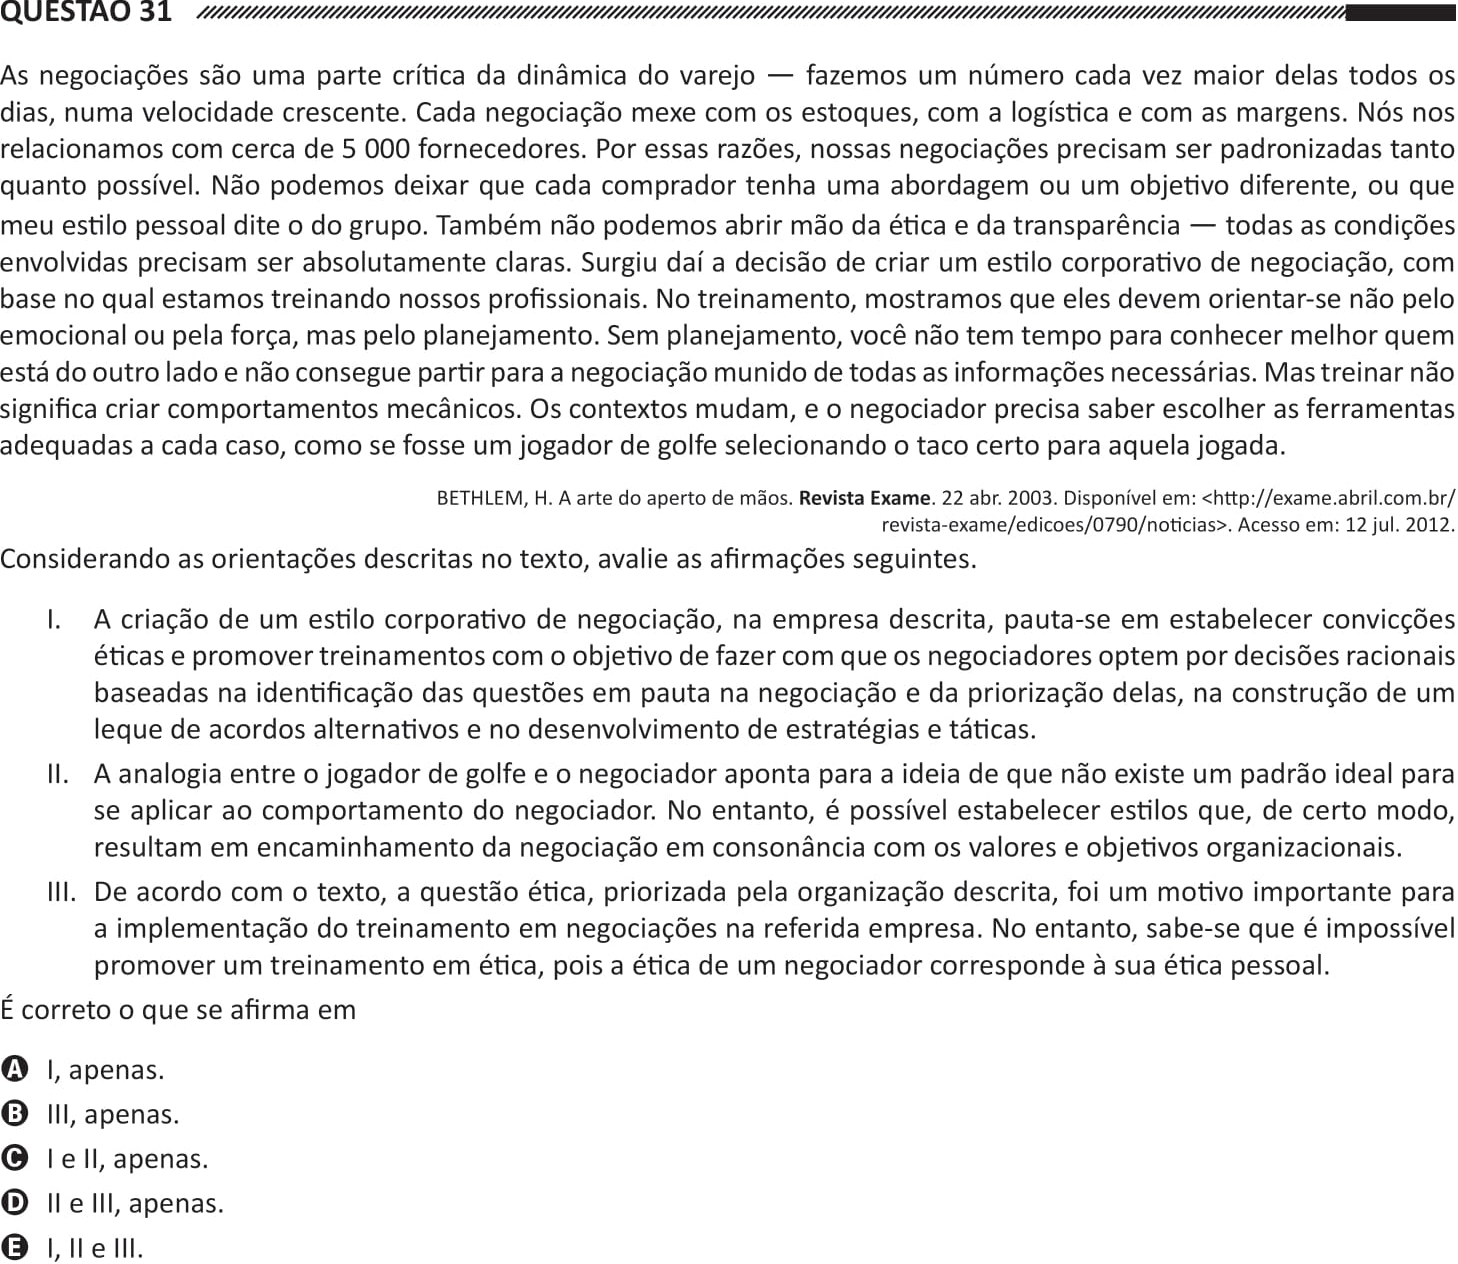 QUESTÃO 31
As negociações são uma parte crítica da dinâmica do varejo — fazemos um número cada vez maior delas todos os
dias, numa velocidade crescente. Cada negociação mexe com os estoques, com a logística e com as margens. Nós nos
relacionamos com cerca de 5 000 fornecedores. Por essas razões, nossas negociações precisam ser padronizadas tanto
quanto possível. Não podemos deixar que cada comprador tenha uma abordagem ou um objetivo diferente, ou que
meu estilo pessoal dite o do grupo. Também não podemos abrir mão da ética e da transparência — todas as condições
envolvidas precisam ser absolutamente claras. Surgiu daí a decisão de criar um estilo corporativo de negociação, com
base no qual estamos treinando nossos profissionais. No treinamento, mostramos que eles devem orientar-se não pelo
emocional ou pela força, mas pelo planejamento. Sem planejamento, você não tem tempo para conhecer melhor quem
está do outro lado e não consegue partir para a negociação munido de todas as informações necessárias. Mas treinar não
significa criar comportamentos mecânicos. Os contextos mudam, e o negociador precisa saber escolher as ferramentas
adequadas a cada caso, como se fosse um jogador de golfe selecionando o taco certo para aquela jogada.
BETHLEM, H. A arte do aperto de mãos. Revista Exame. 22 abr. 2003. Disponível em: <http://exame.abril.com.br/
revista-exame/edicoes/0790/noticias>. Acesso em: 12 jul. 2012.
Considerando as orientações descritas no texto, avalie as afirmações seguintes.
I. A criação de um estilo corporativo de negociação, na empresa descrita, pauta-se em estabelecer convicções
éticas e promover treinamentos com o objetivo de fazer com que os negociadores optem por decisões racionais
baseadas na identificação das questões em pauta na negociação e da priorização delas, na construção de um
leque de acordos alternativos e no desenvolvimento de estratégias e táticas.
II. A analogia entre o jogador de golfe e o negociador aponta para a ideia de que não existe um padrão ideal para
se aplicar ao comportamento do negociador. No entanto, é possível estabelecer estilos que, de certo modo,
resultam em encaminhamento da negociação em consonância com os valores e objetivos organizacionais.
III. De acordo com o texto, a questão ética, priorizada pela organização descrita, foi um motivo importante para
a implementação do treinamento em negociações na referida empresa. No entanto, sabe-se que é impossível
promover um treinamento em ética, pois a ética de um negociador corresponde à sua ética pessoal.
É correto o que se afirma em
A I, apenas.
B III, apenas.
C I e II, apenas.
D II e III, apenas.
E I, II e III.